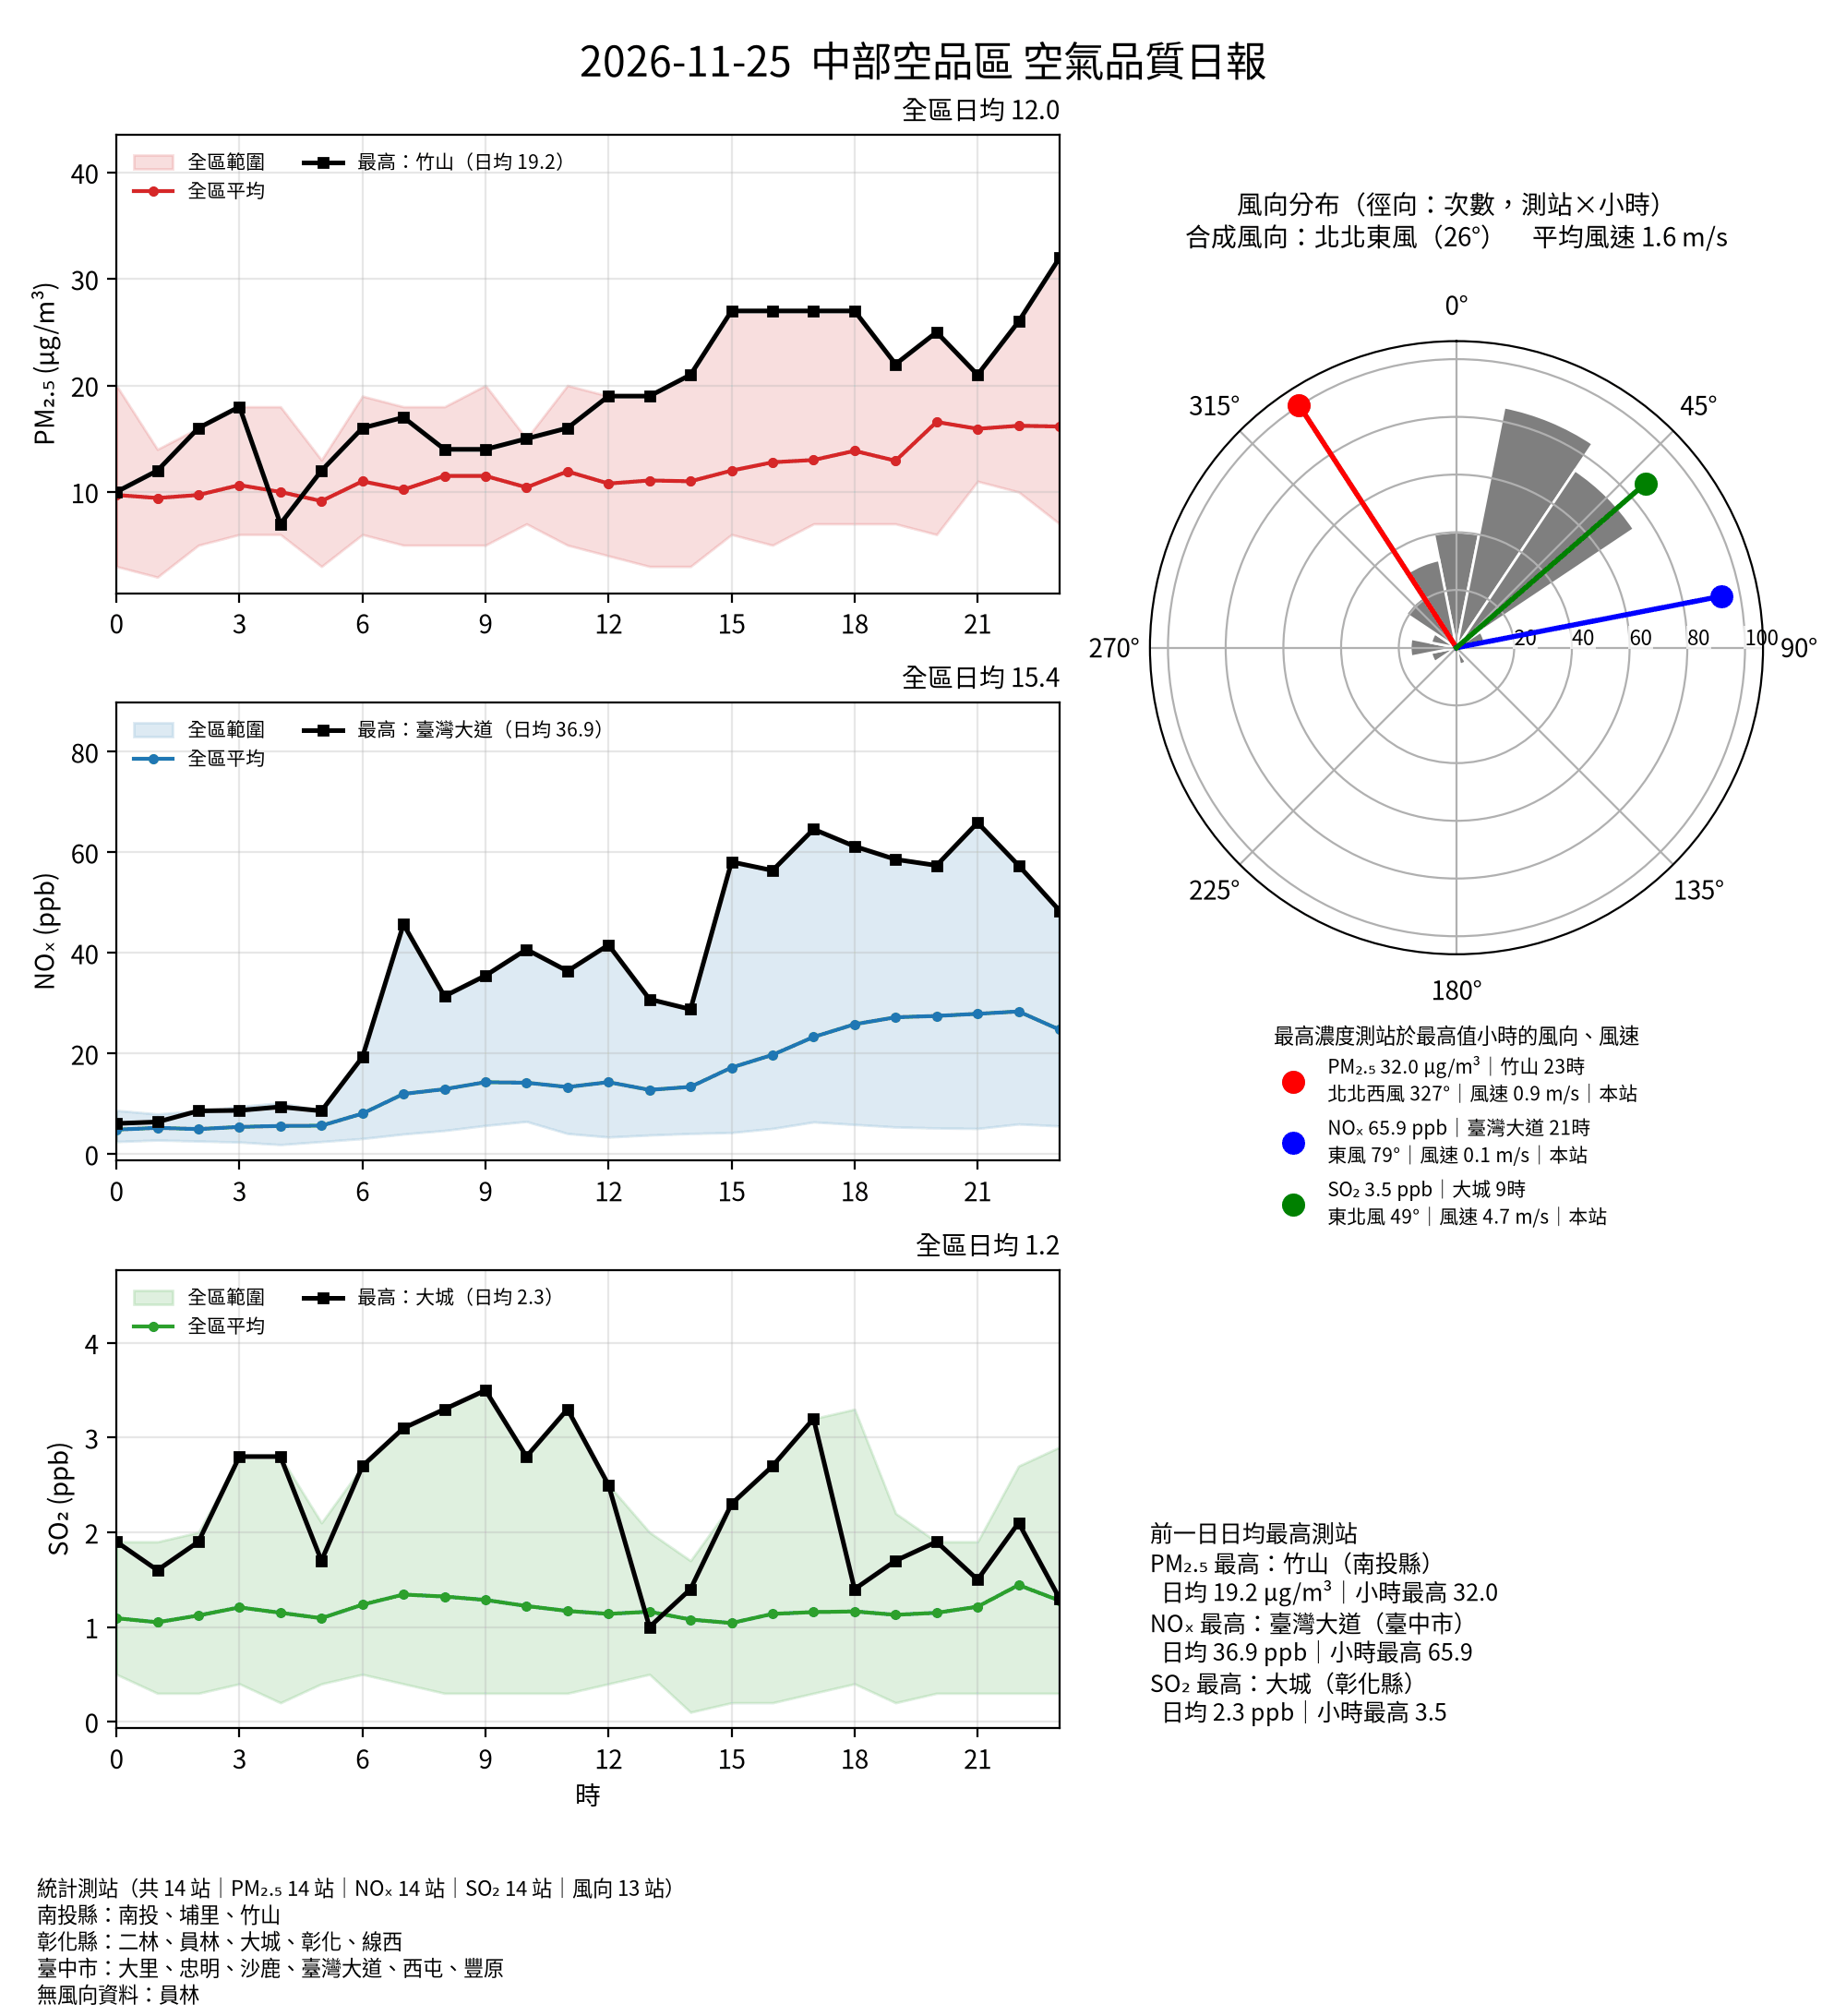 2026-11-25 中部空品區 空氣品質日報
全區日均 12.0
全區範圍
全區平均
最高：竹山（日均 19.2）
PM₂.₅ (μg/m³)
40
30
20
10
0 3 6 9 12 15 18 21
全區日均 15.4
全區範圍
全區平均
最高：臺灣大道（日均 36.9）
NOₓ (ppb)
80
60
40
20
0
0 3 6 9 12 15 18 21
全區日均 1.2
全區範圍
全區平均
最高：大城（日均 2.3）
SO₂ (ppb)
4
3
2
1
0
0 3 6 9 12 15 18 21
時
風向分布（徑向：次數，測站×小時）
合成風向：北北東風（26°） 平均風速 1.6 m/s
0°
45°
90°
135°
180°
225°
270°
315°
20 40 60 80 100
最高濃度測站於最高值小時的風向、風速
PM₂.₅ 32.0 μg/m³｜竹山 23時
北北西風 327°｜風速 0.9 m/s｜本站
NOₓ 65.9 ppb｜臺灣大道 21時
東風 79°｜風速 0.1 m/s｜本站
SO₂ 3.5 ppb｜大城 9時
東北風 49°｜風速 4.7 m/s｜本站
前一日日均最高測站
PM₂.₅ 最高：竹山（南投縣）
日均 19.2 μg/m³｜小時最高 32.0
NOₓ 最高：臺灣大道（臺中市）
日均 36.9 ppb｜小時最高 65.9
SO₂ 最高：大城（彰化縣）
日均 2.3 ppb｜小時最高 3.5
統計測站（共 14 站｜PM₂.₅ 14 站｜NOₓ 14 站｜SO₂ 14 站｜風向 13 站）
南投縣：南投、埔里、竹山
彰化縣：二林、員林、大城、彰化、線西
臺中市：大里、忠明、沙鹿、臺灣大道、西屯、豐原
無風向資料：員林